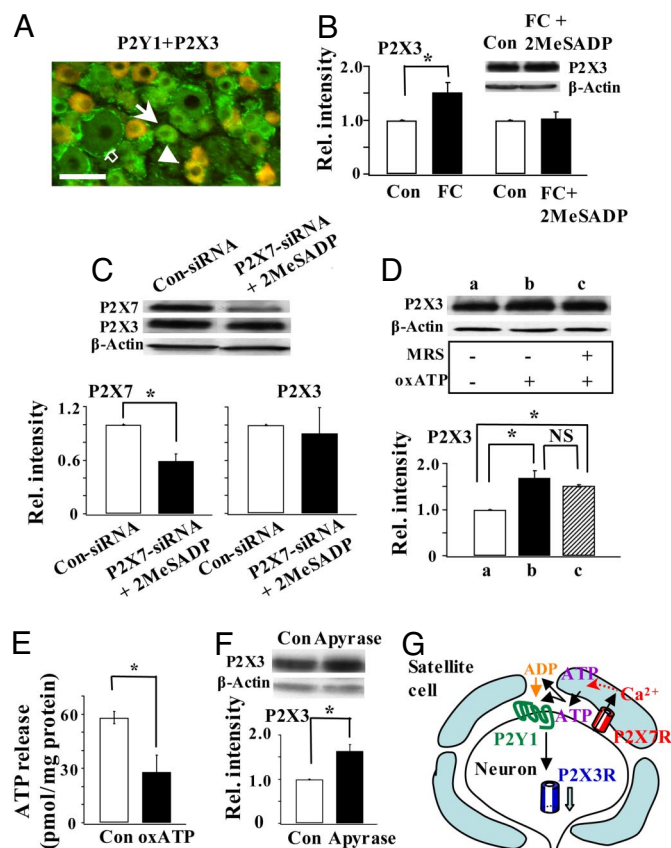 A
P2Y1+P2X3
B
P2X3
*
Rel. intensity
2.0
1.0
0
Con
FC
Con
FC+
2MeSADP
Con
FC +
2MeSADP
P2X3
β-Actin
C
Con-siRNA
P2X7-siRNA
+ 2MeSADP
P2X7
P2X3
β-Actin
P2X7
*
P2X3
Rel. intensity
1.2
0.6
0
Con-siRNA
P2X7-siRNA
+ 2MeSADP
Con-siRNA
P2X7-siRNA
+ 2MeSADP
D
a b c
P2X3
β-Actin
MRS - - +
oxATP - + +
P2X3
*
* NS
Rel. intensity
2.0
1.0
0
a b c
E
*
ATP release
(pmol/mg protein)
60
30
0
Con oxATP
F
Con Apyrase
P2X3
β-Actin
P2X3
*
Rel. intensity
2.0
1.0
0
Con Apyrase
G
Satellite
cell
ADP
ATP
Ca²⁺
ATP
P2X7R
P2Y1
Neuron
P2X3R